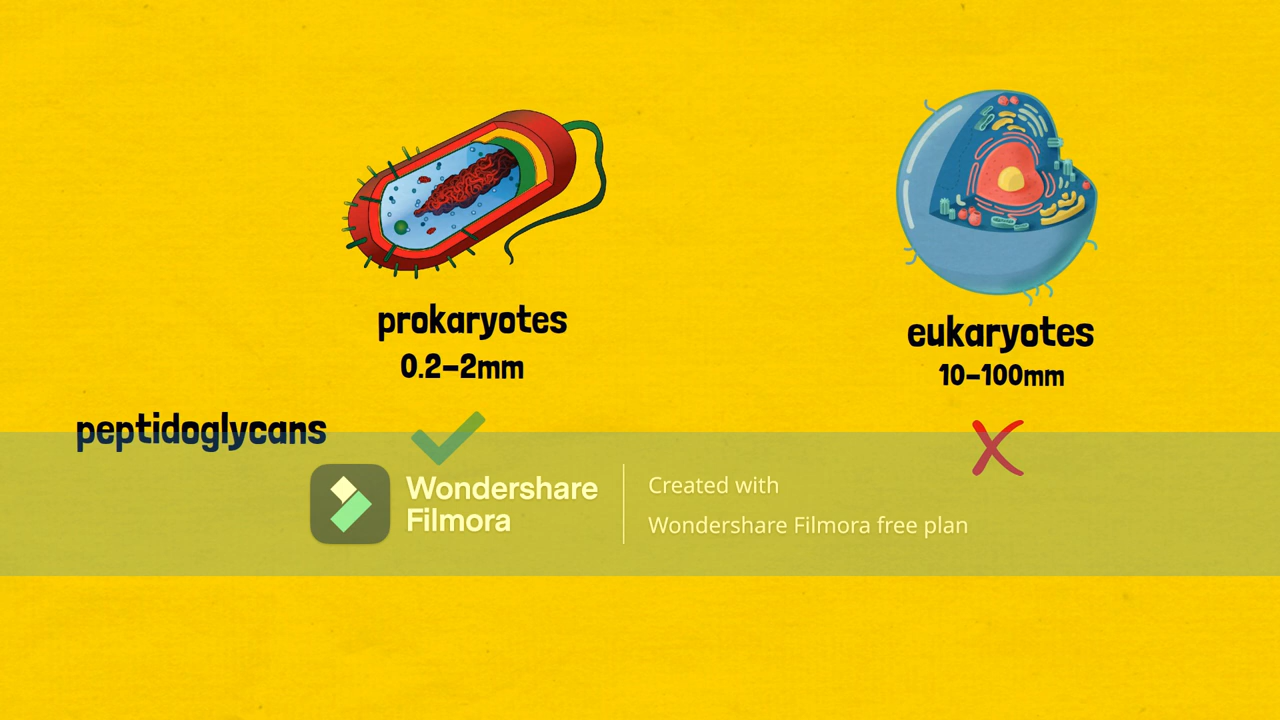 prokaryotes
0.2-2mm
eukaryotes
10-100mm
peptidoglycans
Wondershare
Filmora
Created with
Wondershare Filmora free plan